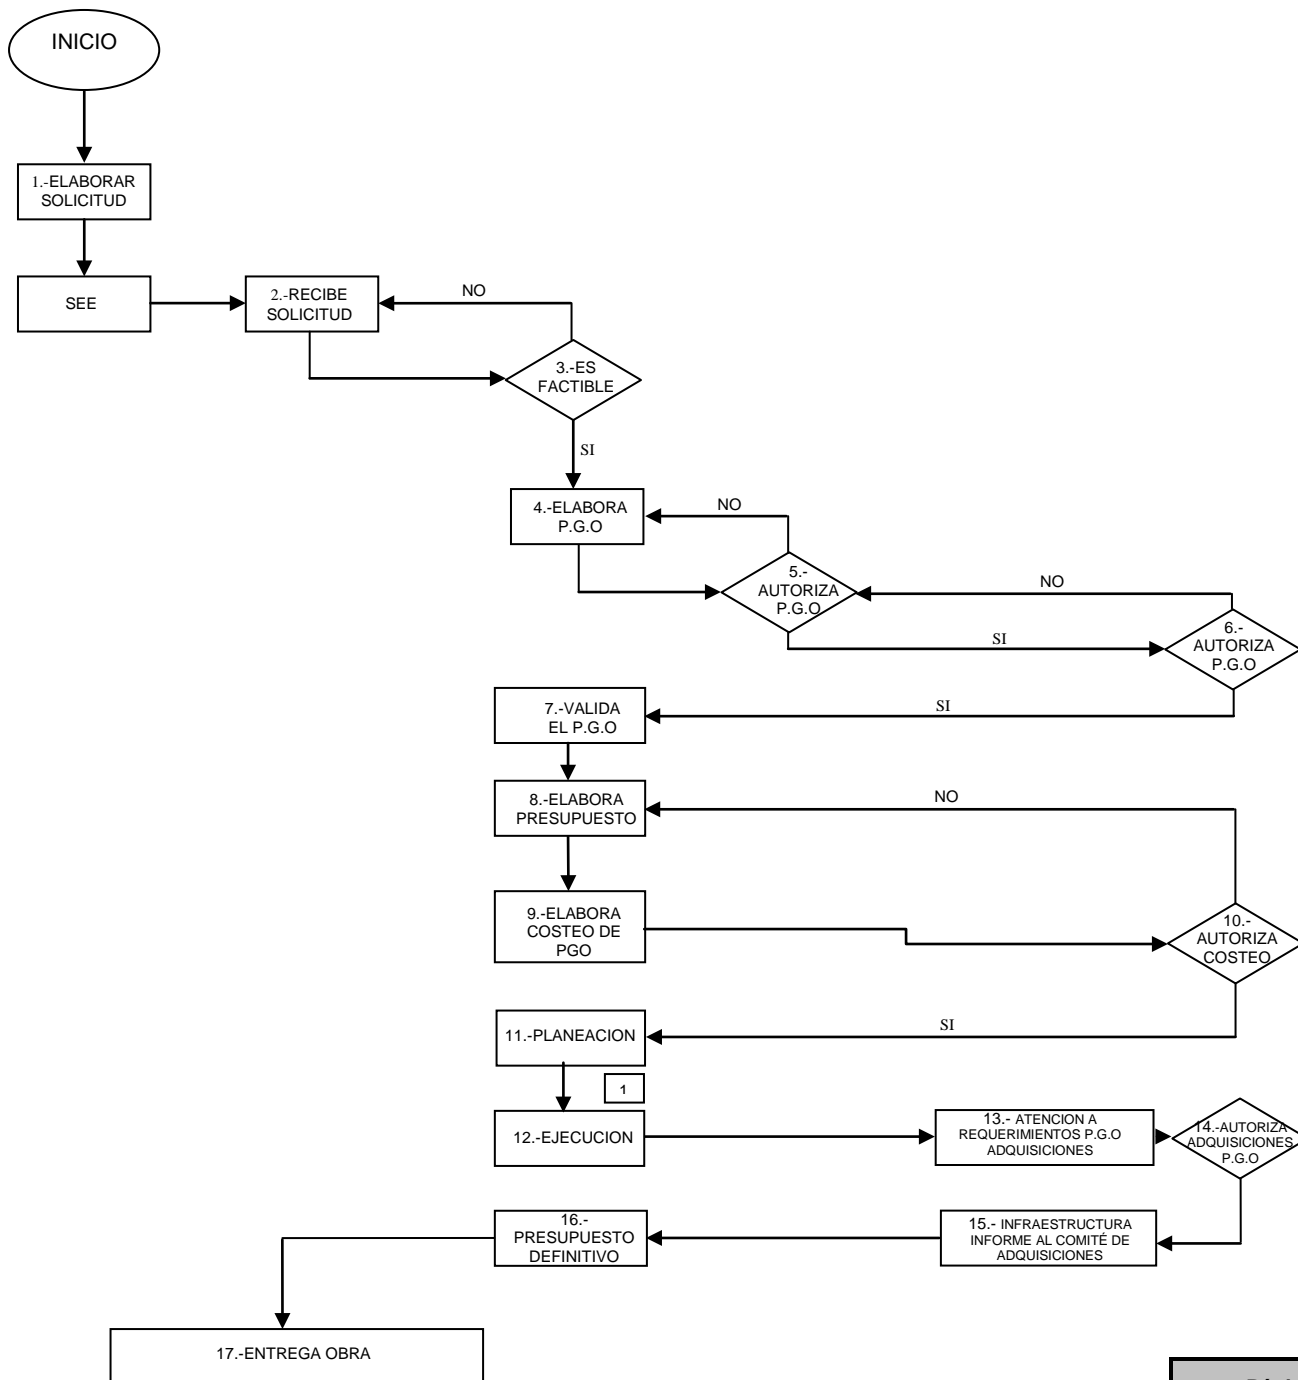 INICIO
1.-ELABORAR
SOLICITUD
SEE
2.-RECIBE
SOLICITUD
NO
3.-ES
FACTIBLE
SI
4.-ELABORA
P.G.O
NO
5.-
AUTORIZA
P.G.O
NO
SI
6.-
AUTORIZA
P.G.O
7.-VALIDA
EL P.G.O
SI
8.-ELABORA
PRESUPUESTO
NO
9.-ELABORA
COSTEO DE
PGO
10.-
AUTORIZA
COSTEO
11.-PLANEACION
SI
1
12.-EJECUCION
13.- ATENCION A
REQUERIMIENTOS P.G.O
ADQUISICIONES
14.-AUTORIZA
ADQUISICIONES
P.G.O
16.-
PRESUPUESTO
DEFINITIVO
15.- INFRAESTRUCTURA
INFORME AL COMITÉ DE
ADQUISICIONES
17.-ENTREGA OBRA